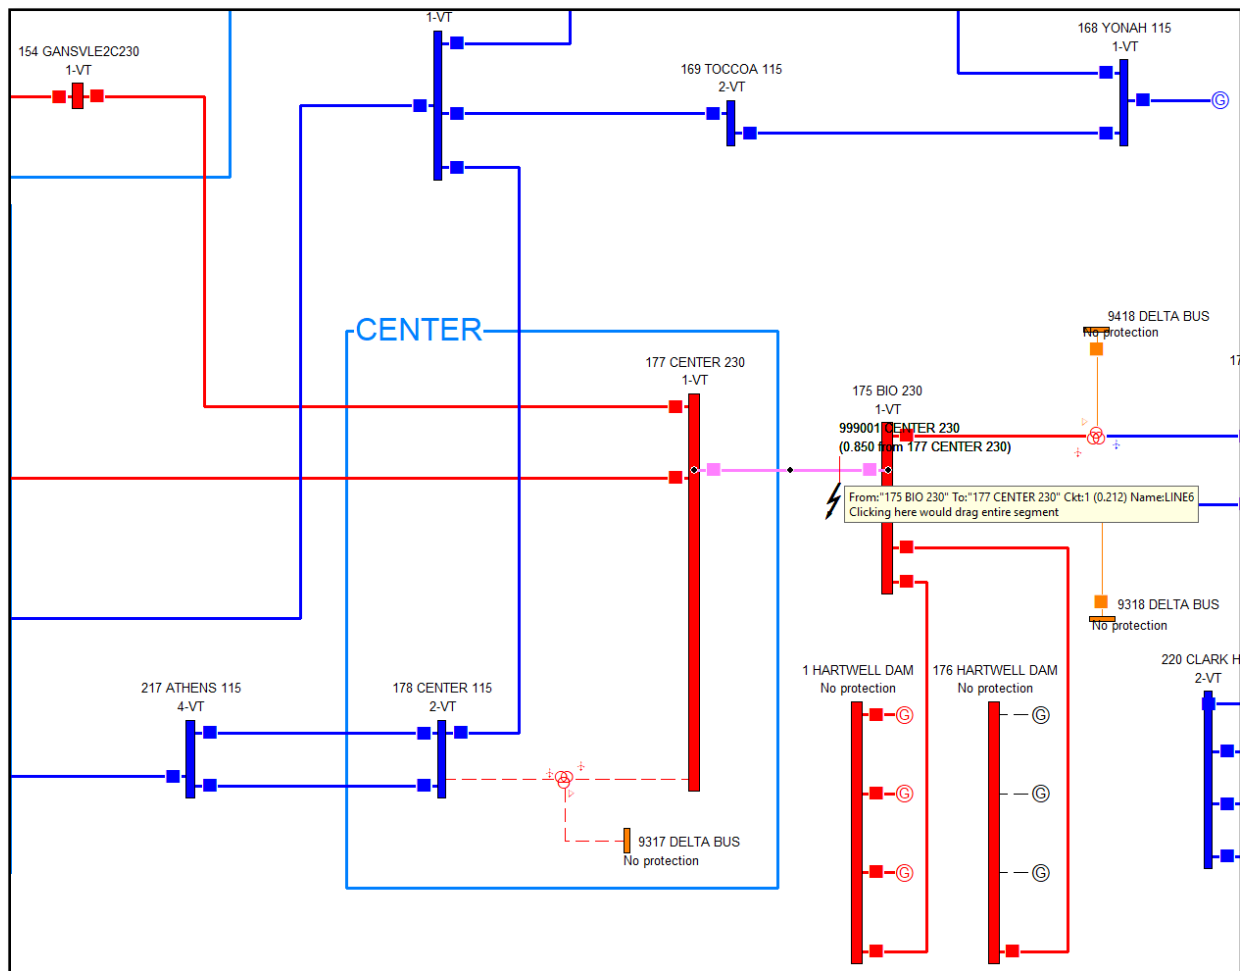 1-VT
154 GANSVLE2C230
1-VT
169 TOCCOA 115
2-VT
168 YONAH 115
1-VT
G
CENTER
177 CENTER 230
1-VT
175 BIO 230
1-VT
9418 DELTA BUS
No protection
17
999001 CENTER 230
(0.850 from 177 CENTER 230)
From:"175 BIO 230" To:"177 CENTER 230" Ckt:1 (0.212) Name:LINE6
Clicking here would drag entire segment
9318 DELTA BUS
No protection
217 ATHENS 115
4-VT
178 CENTER 115
2-VT
1 HARTWELL DAM
No protection
176 HARTWELL DAM
No protection
220 CLARK H
2-VT
G
G
G
G
G
G
9317 DELTA BUS
No protection